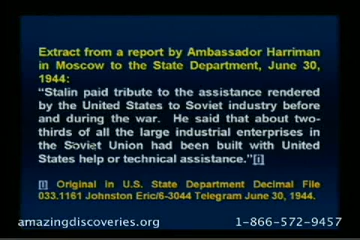 Extract from a report by Ambassador Harriman
in Moscow to the State Department, June 30,
1944:
“Stalin paid tribute to the assistance rendered
by the United States to Soviet industry before
and during the war. He said that about two-
thirds of all the large industrial enterprises in
the Soviet Union had been built with United
States help or technical assistance.”[i]
[i] Original in U.S. State Department Decimal File
033.1161 Johnston Eric/6-3044 Telegram June 30, 1944.
amazingdiscoveries.org 1-866-572-9457